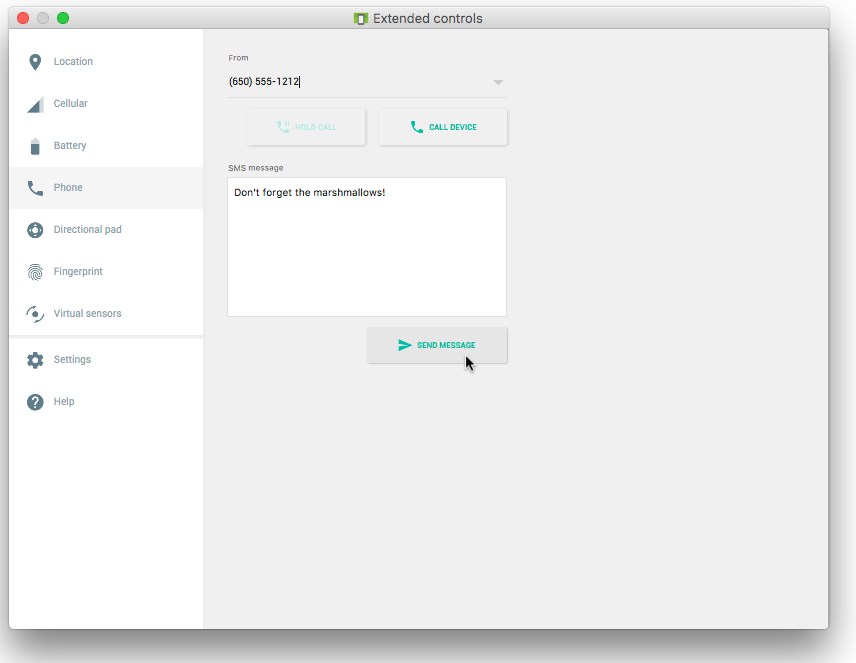 Extended controls
Location
Cellular
Battery
Phone
Directional pad
Fingerprint
Virtual sensors
Settings
Help
From
(650) 555-1212
HOLD CALL
CALL DEVICE
SMS message
Don't forget the marshmallows!
SEND MESSAGE